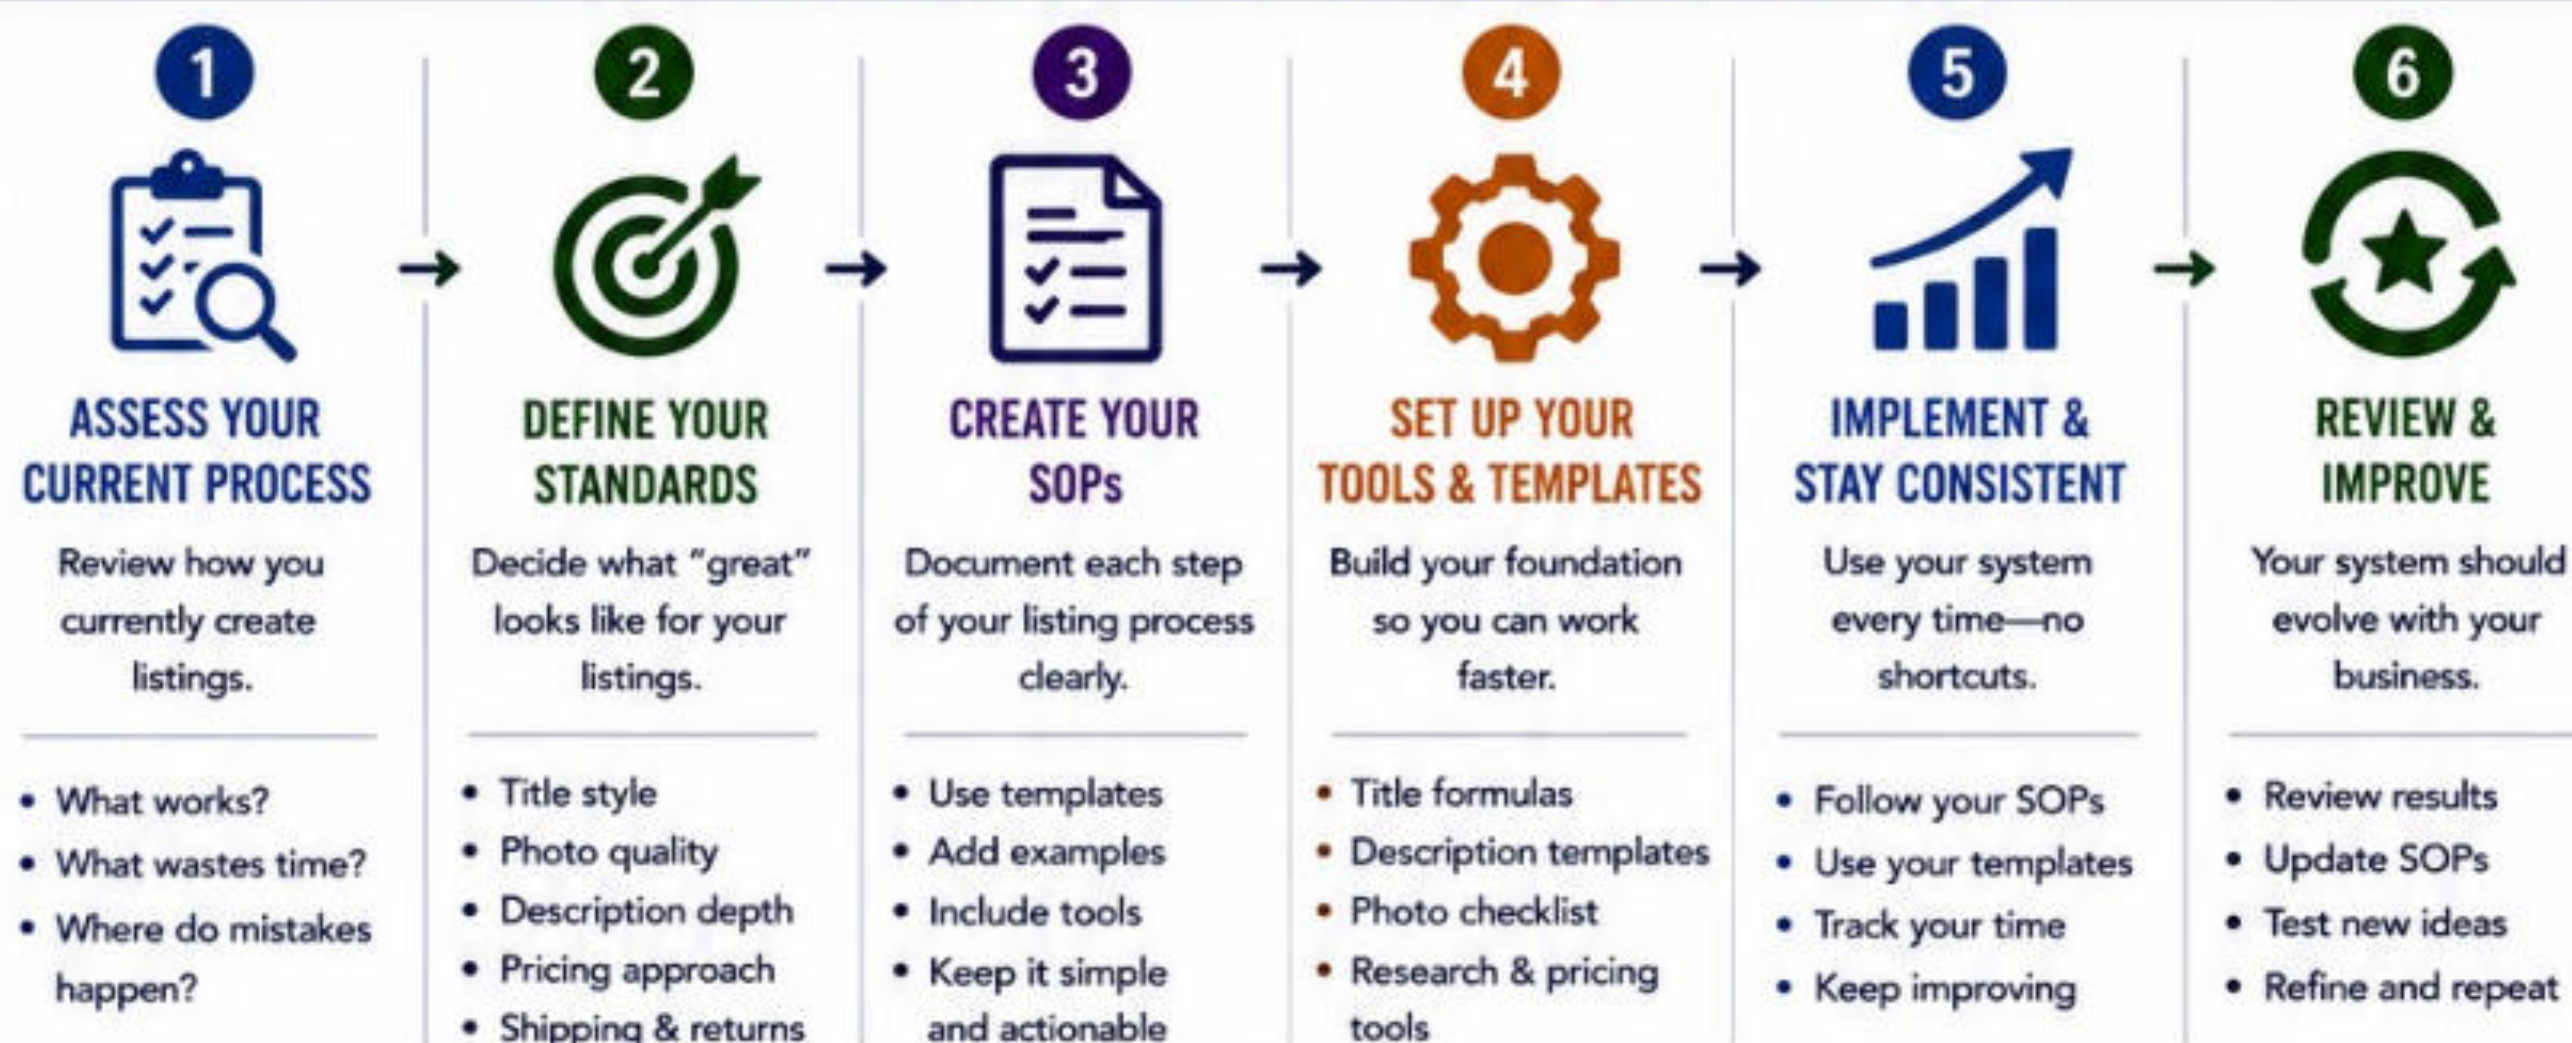 1
ASSESS YOUR
CURRENT PROCESS
Review how you
currently create
listings.
• What works?
• What wastes time?
• Where do mistakes
happen?
2
DEFINE YOUR
STANDARDS
Decide what “great”
looks like for your
listings.
• Title style
• Photo quality
• Description depth
• Pricing approach
• Shipping & returns
3
CREATE YOUR
SOPs
Document each step
of your listing process
clearly.
• Use templates
• Add examples
• Include tools
• Keep it simple
and actionable
4
SET UP YOUR
TOOLS & TEMPLATES
Build your foundation
so you can work
faster.
• Title formulas
• Description templates
• Photo checklist
• Research & pricing
tools
5
IMPLEMENT &
STAY CONSISTENT
Use your system
every time—no
shortcuts.
• Follow your SOPs
• Use your templates
• Track your time
• Keep improving
6
REVIEW &
IMPROVE
Your system should
evolve with your
business.
• Review results
• Update SOPs
• Test new ideas
• Refine and repeat